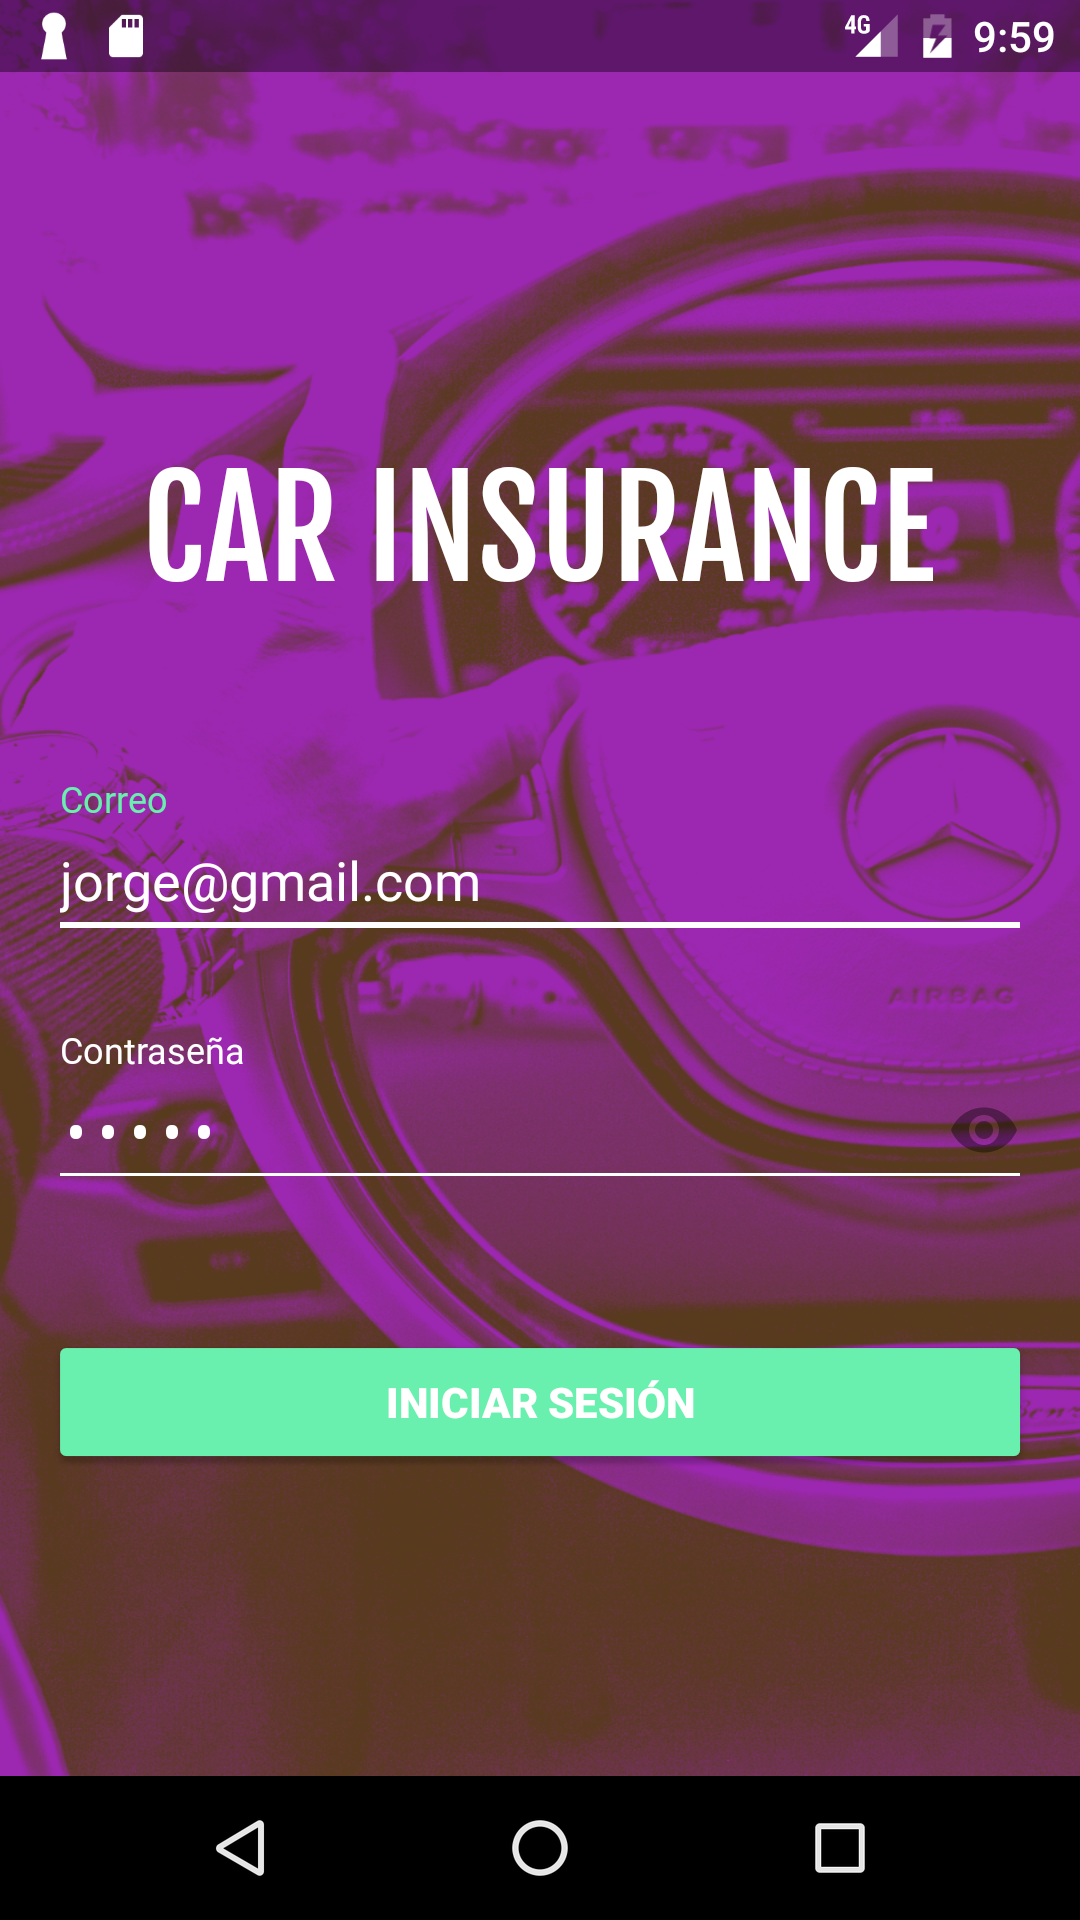 4G 9:59
CAR INSURANCE
Correo
jorge@gmail.com
AIRBAG
Contraseña
•••••
INICIAR SESIÓN